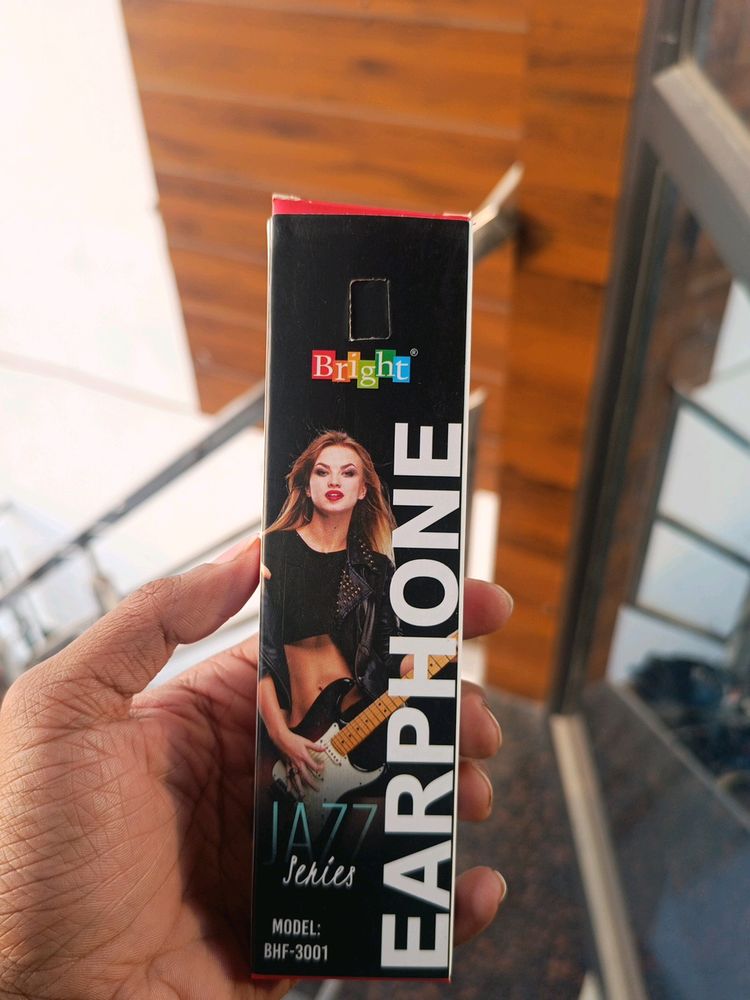 Bright®
EARPHONE
JAZZ
Series
MODEL:
BHF-3001